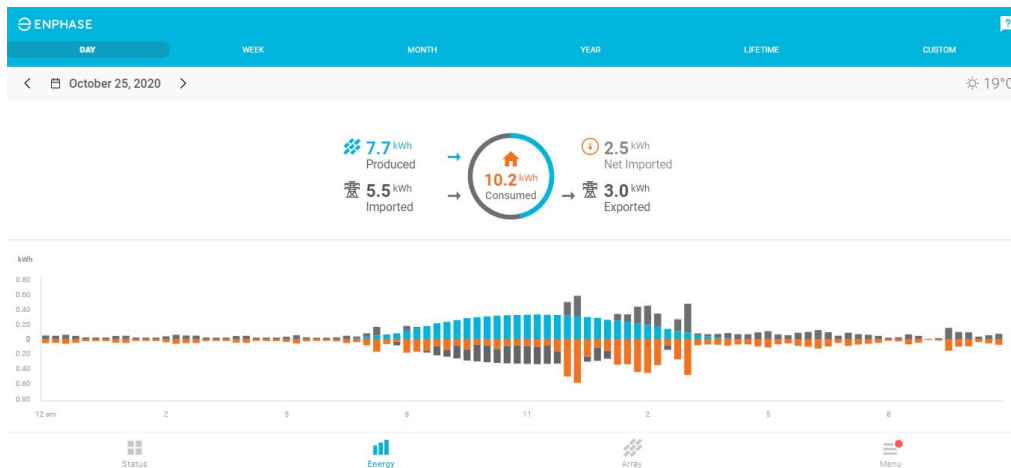 ENPHASE
?
DAY WEEK MONTH YEAR LIFETIME CUSTOM
October 25, 2020
19°C
7.7 kWh
Produced
5.5 kWh
Imported
10.2 kWh
Consumed
2.5 kWh
Net Imported
3.0 kWh
Exported
kWh
0.80
0.60
0.40
0.20
0
0.20
0.40
0.60
0.80
12 am 2 5 8 11 2 5 8
Status Energy Array Menu